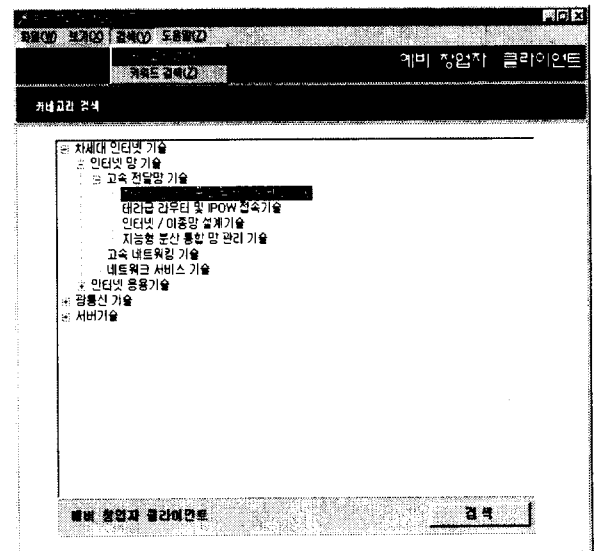 파일(W) 보기(X) 검색(Y) 도움말(Z)
키워드 검색(Z)
예비 창업자 클라이언트
카테고리 검색
차세대 인터넷 기술
인터넷 망 기술
고속 전달망 기술
테라급 라우터 및 IPOW 접속기술
인터넷 / 이종망 설계기술
지능형 분산 통합 망 관리 기술
고속 네트워킹 기술
네트워크 서비스 기술
인터넷 응용기술
광통신 기술
서버기술
예비 창업자 클라이언트
검색